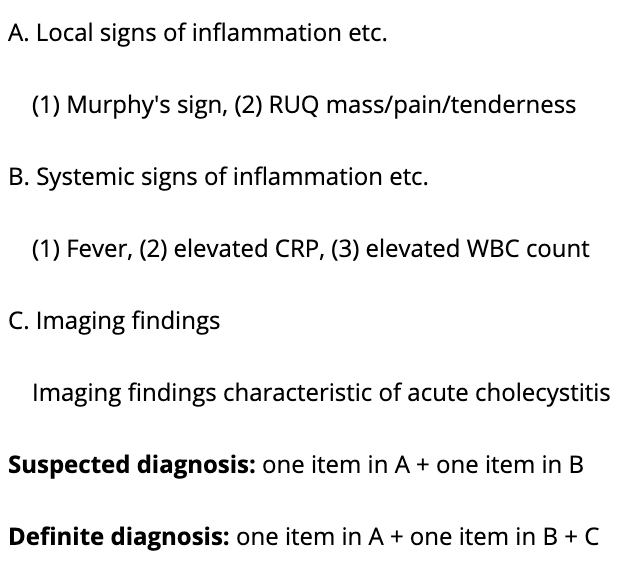 A. Local signs of inflammation etc.
(1) Murphy's sign, (2) RUQ mass/pain/tenderness
B. Systemic signs of inflammation etc.
(1) Fever, (2) elevated CRP, (3) elevated WBC count
C. Imaging findings
Imaging findings characteristic of acute cholecystitis
Suspected diagnosis: one item in A + one item in B
Definite diagnosis: one item in A + one item in B + C